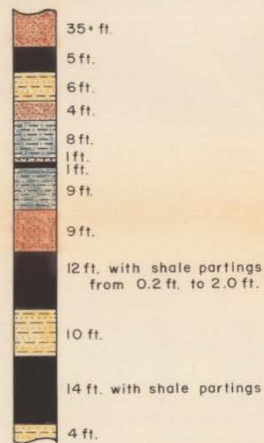 35+ ft.
5 ft.
6 ft.
4 ft.
8 ft.
1 ft.
1 ft.
9 ft.
9 ft.
12 ft. with shale partings
from 0.2 ft. to 2.0 ft.
10 ft.
14 ft. with shale partings
4 ft.